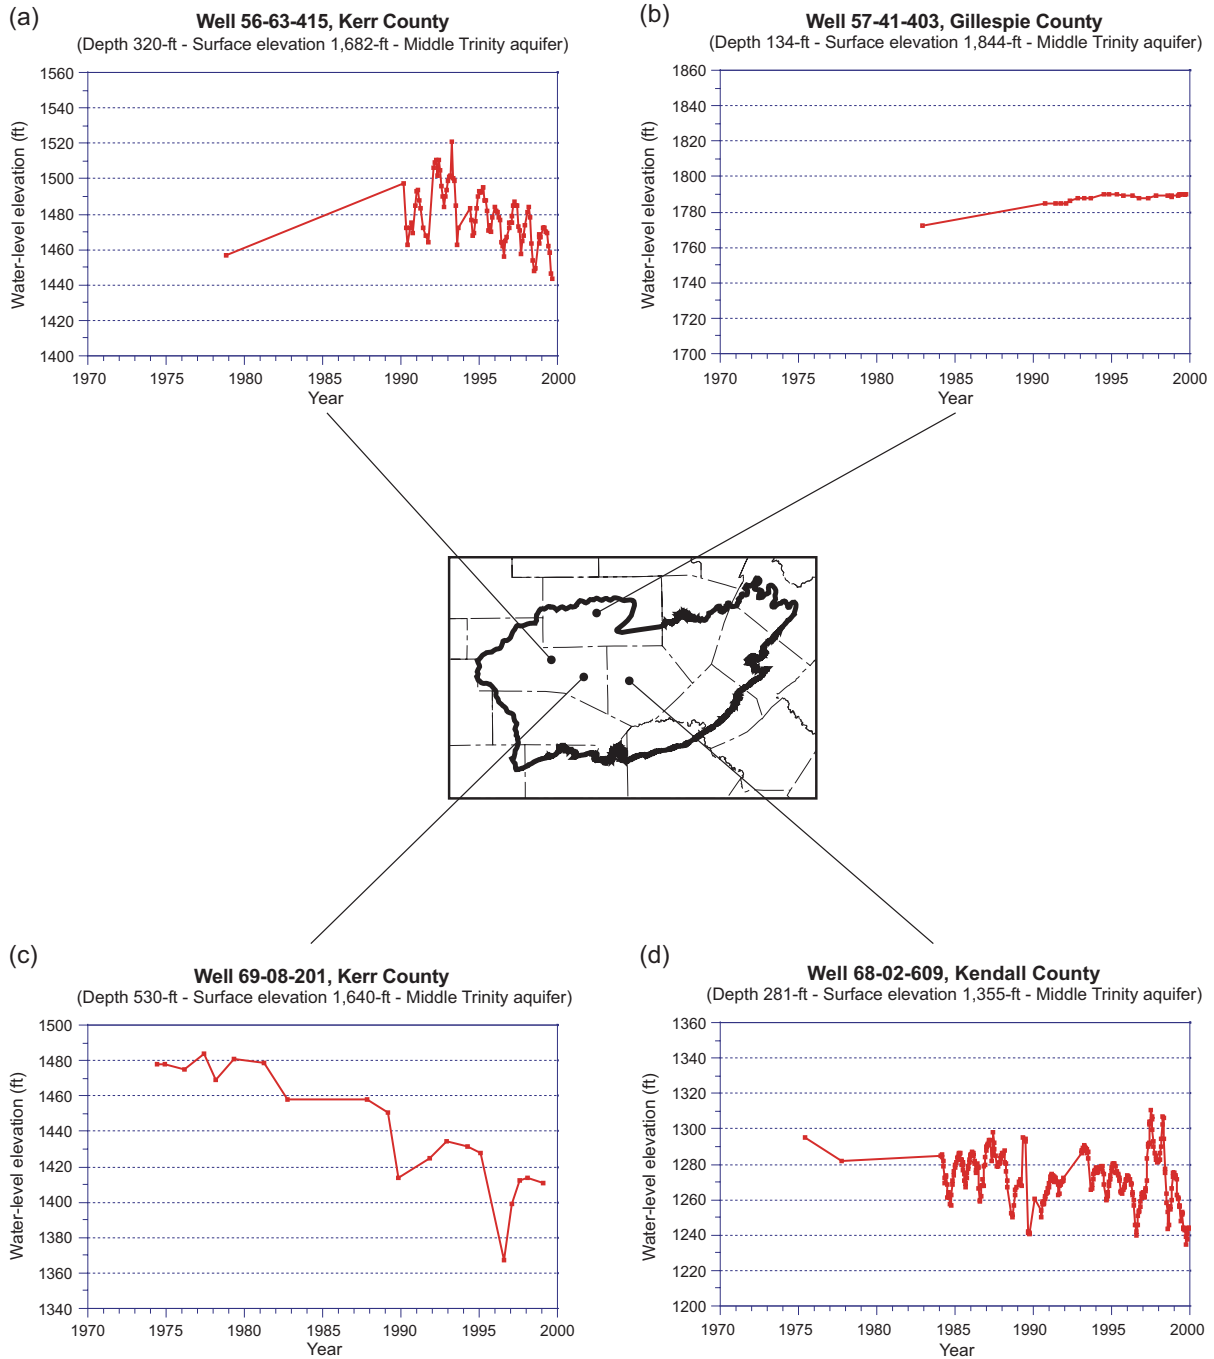 (a)
Well 56-63-415, Kerr County
(Depth 320-ft - Surface elevation 1,682-ft - Middle Trinity aquifer)
Water-level elevation (ft)
1560
1540
1520
1500
1480
1460
1440
1420
1400
1970 1975 1980 1985 1990 1995 2000
Year
(b)
Well 57-41-403, Gillespie County
(Depth 134-ft - Surface elevation 1,844-ft - Middle Trinity aquifer)
Water-level elevation (ft)
1860
1840
1820
1800
1780
1760
1740
1720
1700
1970 1975 1980 1985 1990 1995 2000
Year
(c)
Well 69-08-201, Kerr County
(Depth 530-ft - Surface elevation 1,640-ft - Middle Trinity aquifer)
Water-level elevation (ft)
1500
1480
1460
1440
1420
1400
1380
1360
1340
1970 1975 1980 1985 1990 1995 2000
Year
(d)
Well 68-02-609, Kendall County
(Depth 281-ft - Surface elevation 1,355-ft - Middle Trinity aquifer)
Water-level elevation (ft)
1360
1340
1320
1300
1280
1260
1240
1220
1200
1970 1975 1980 1985 1990 1995 2000
Year